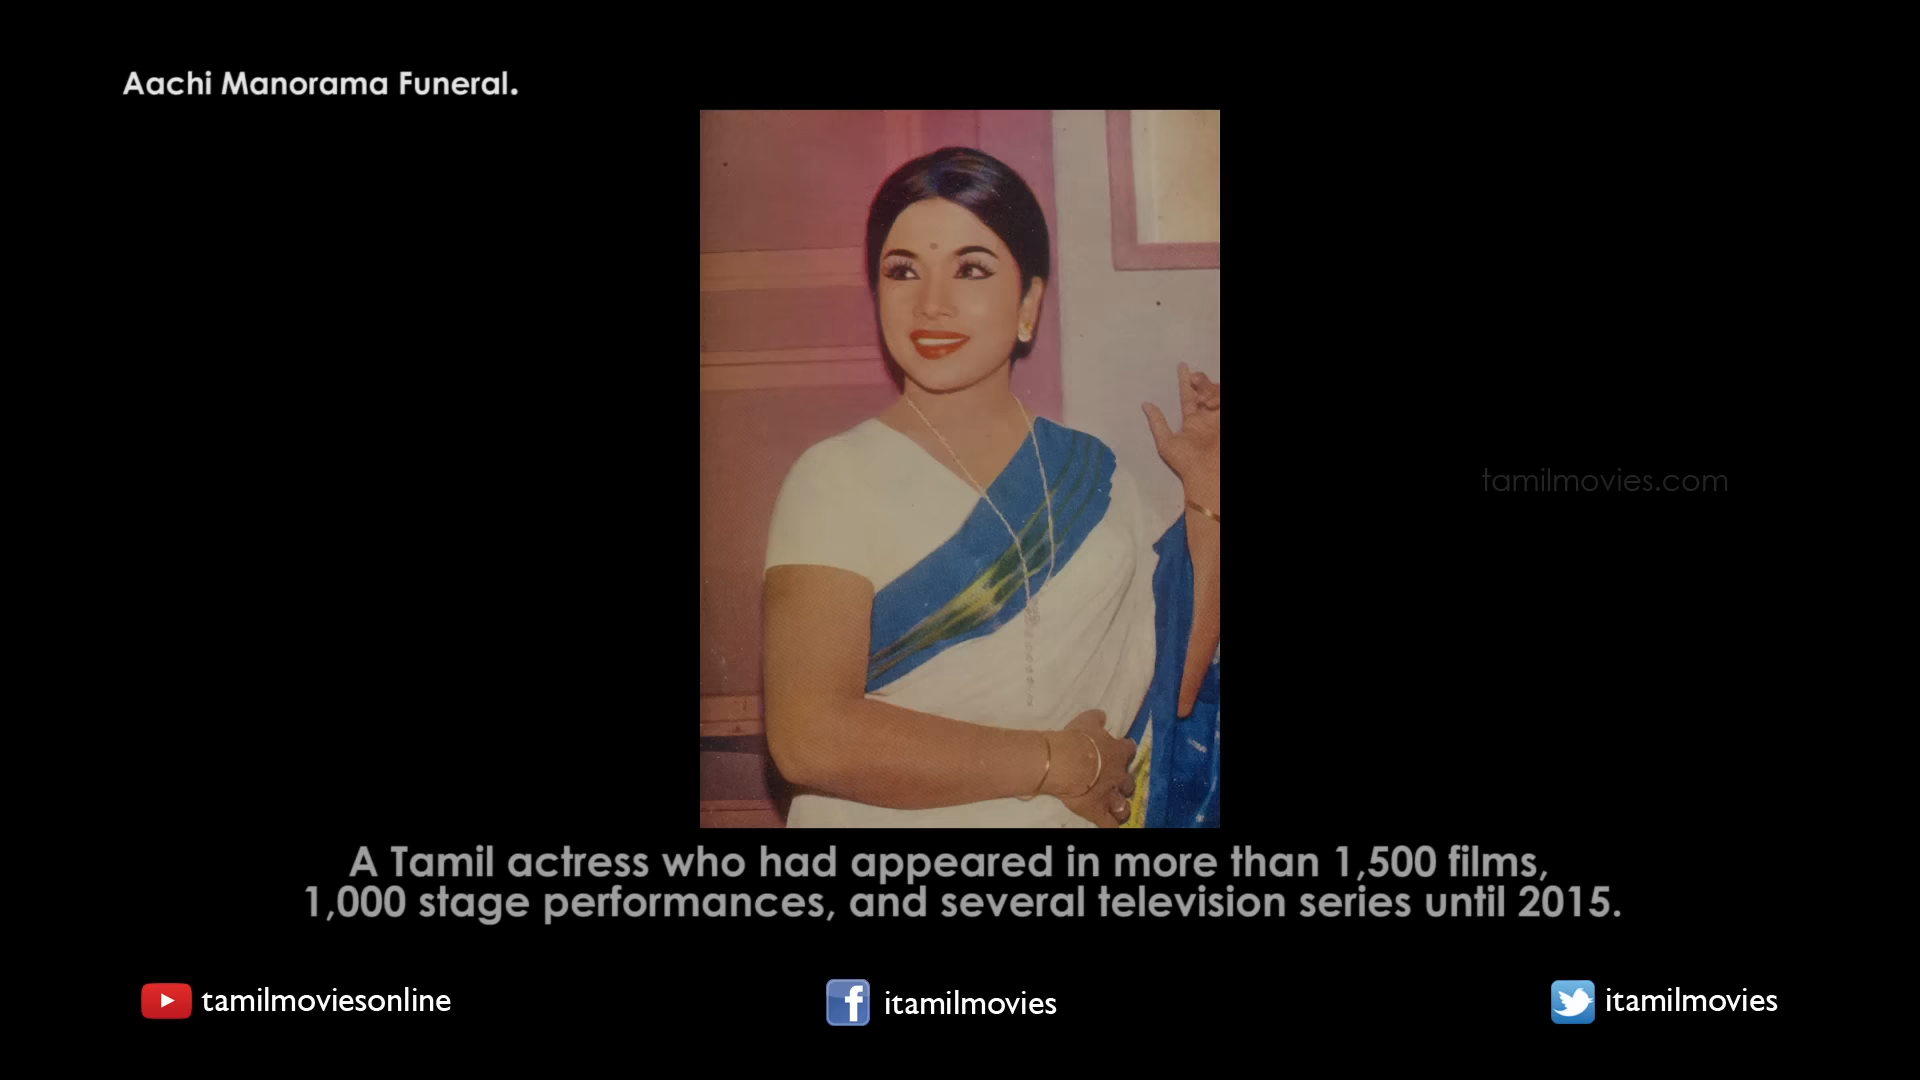 Aachi Manorama Funeral.
tamilmovies.com
A Tamil actress who had appeared in more than 1,500 films,
1,000 stage performances, and several television series until 2015.
tamilmoviesonline
itamilmovies
itamilmovies